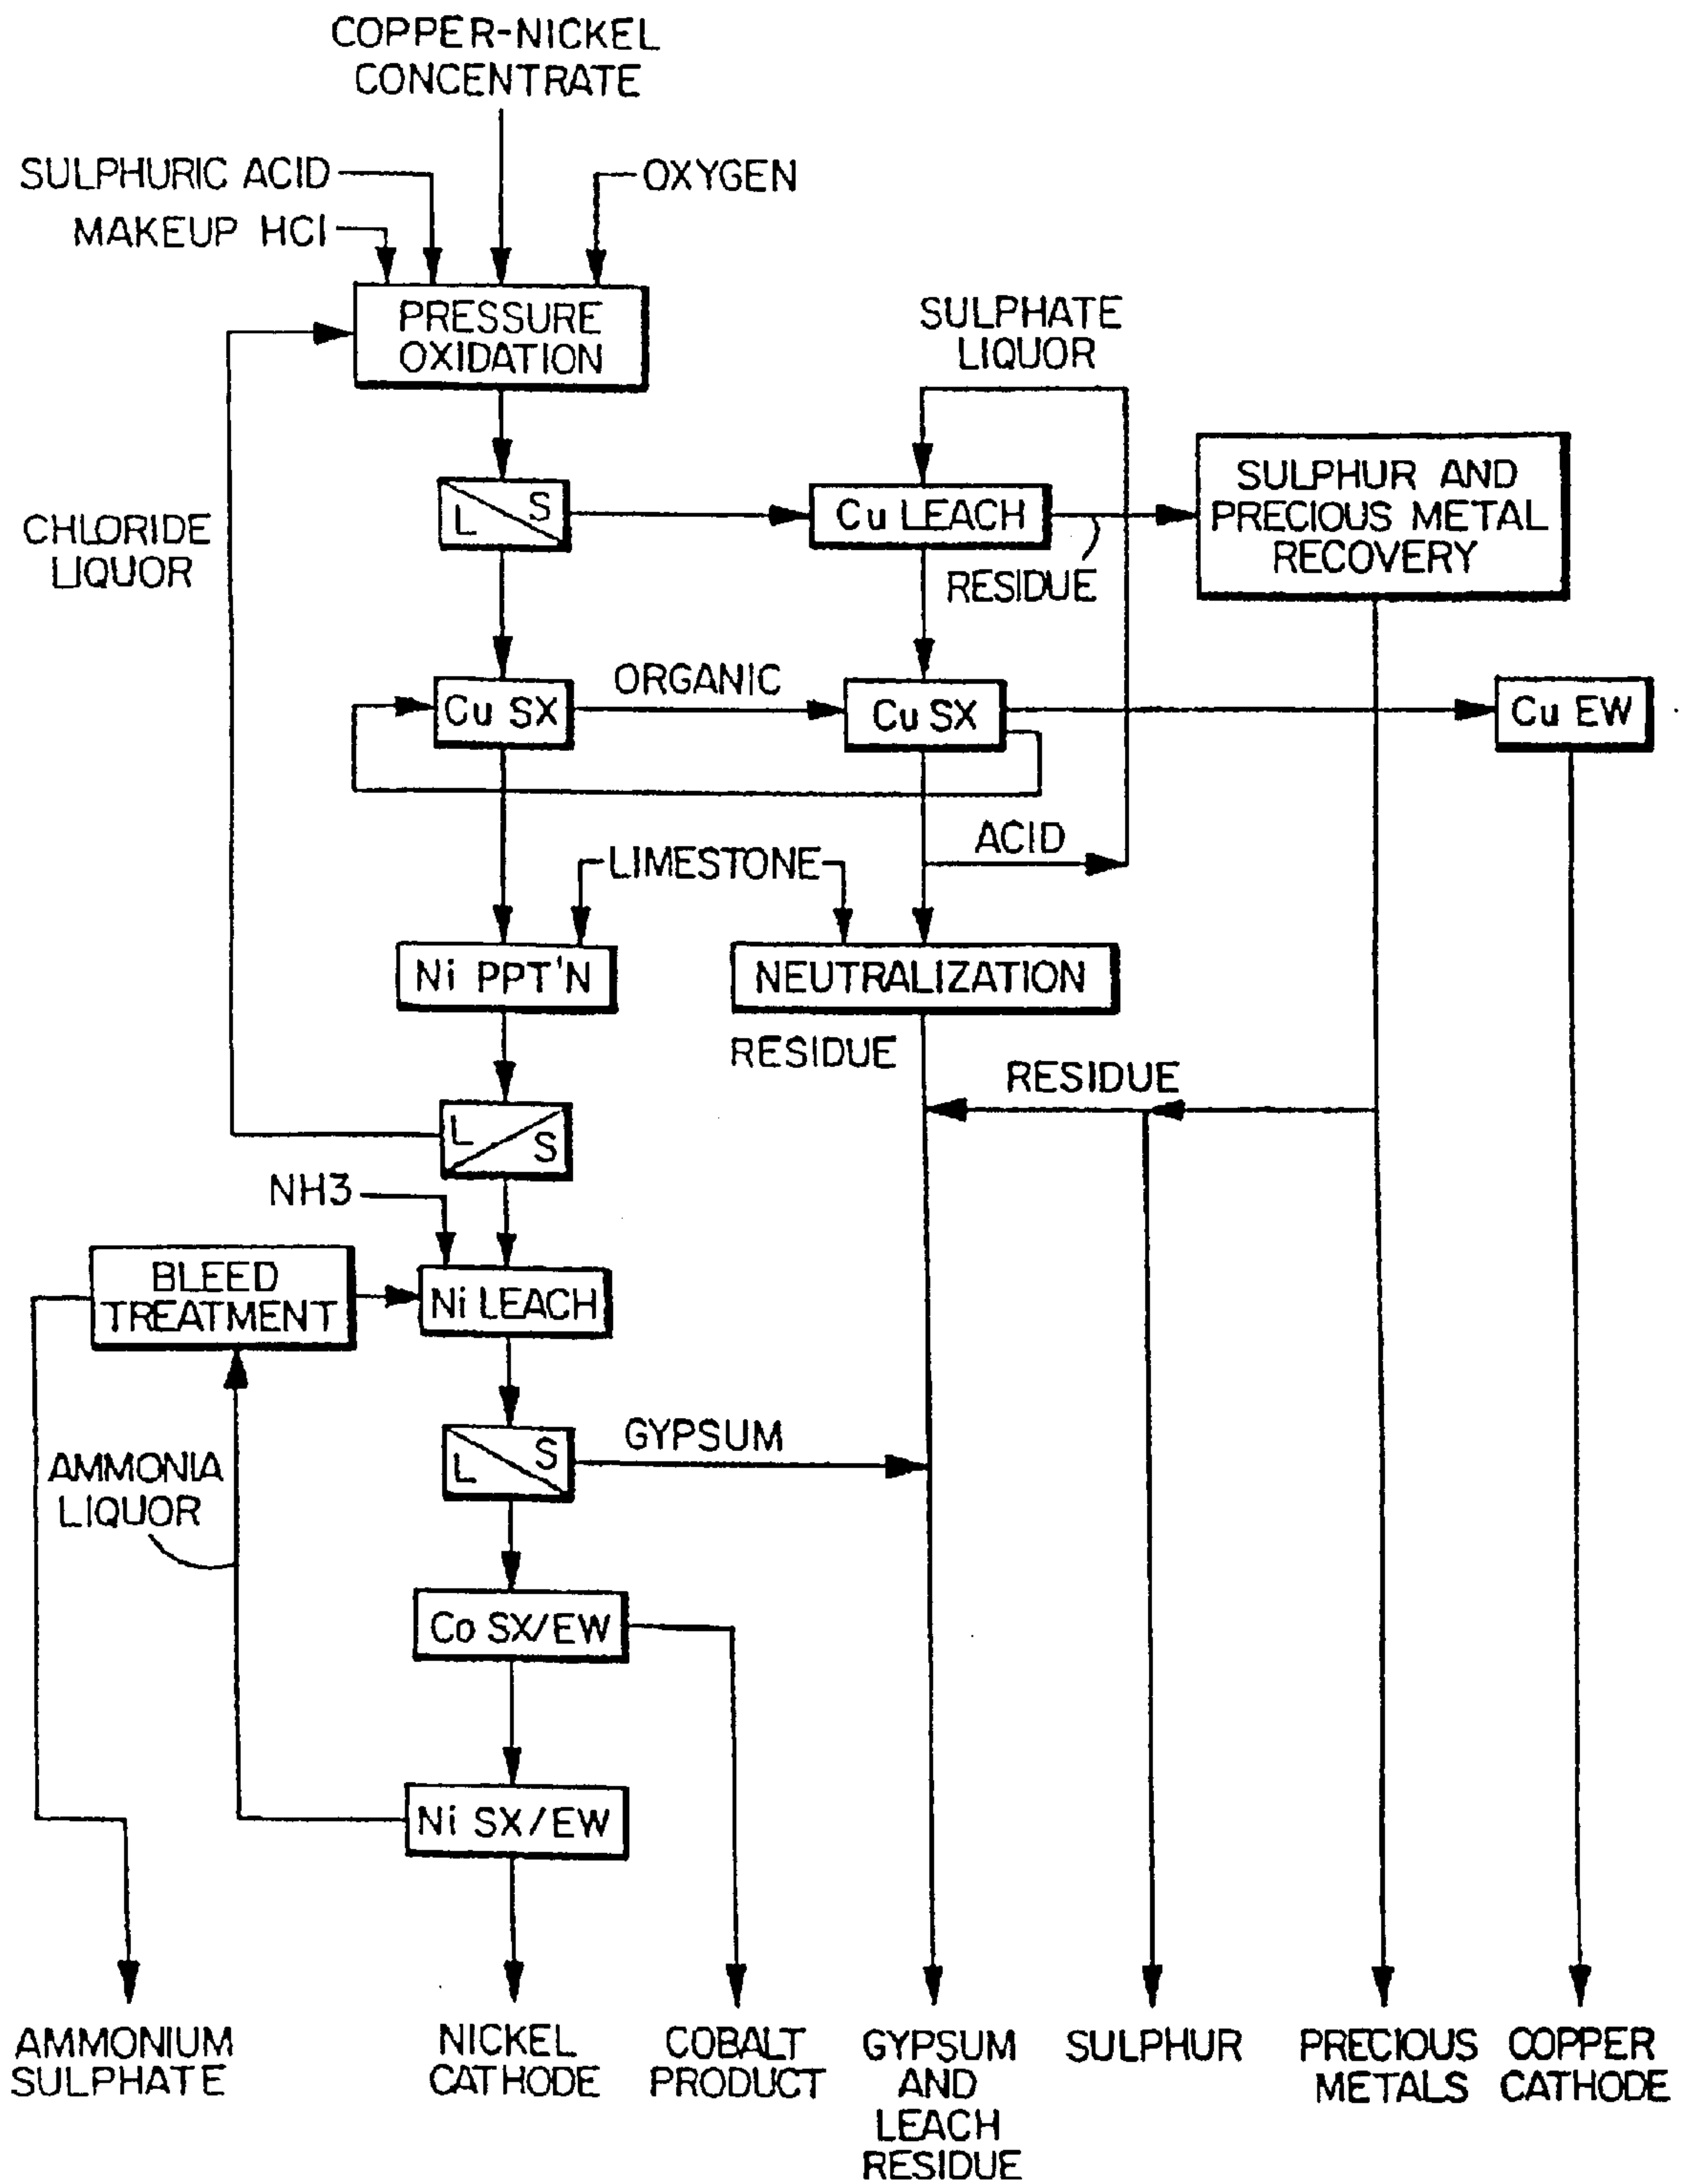 COPPER-NICKEL
CONCENTRATE
SULPHURIC ACID
OXYGEN
MAKEUP HCl
PRESSURE
OXIDATION
SULPHATE
LIQUOR
CHLORIDE
LIQUOR
L S
Cu LEACH
SULPHUR AND
PRECIOUS METAL
RECOVERY
RESIDUE
Cu SX
ORGANIC
Cu SX
Cu EW
ACID
LIMESTONE
Ni PPT'N
NEUTRALIZATION
RESIDUE
RESIDUE
L S
NH3
BLEED
TREATMENT
Ni LEACH
L S
GYPSUM
AMMONIA
LIQUOR
Co SX/EW
Ni SX/EW
AMMONIUM
SULPHATE
NICKEL
CATHODE
COBALT
PRODUCT
GYPSUM
AND
LEACH
RESIDUE
SULPHUR
PRECIOUS
METALS
COPPER
CATHODE